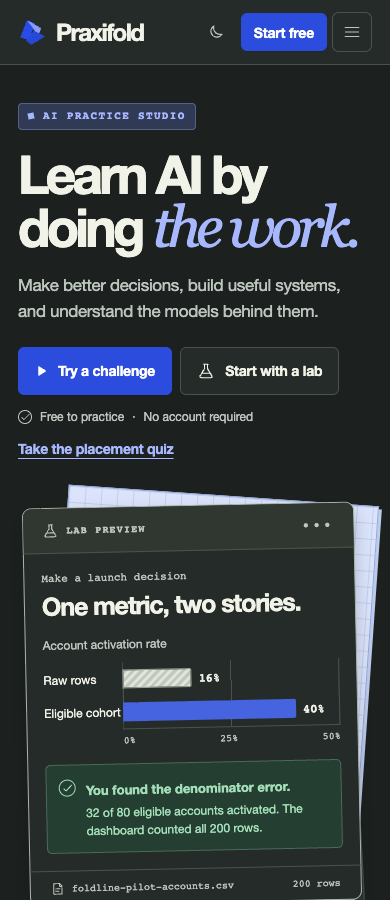 Praxifold
Start free
AI PRACTICE STUDIO
Learn AI by
doing the work.
Make better decisions, build useful systems,
and understand the models behind them.
Try a challenge
Start with a lab
Free to practice · No account required
Take the placement quiz
LAB PREVIEW
Make a launch decision
One metric, two stories.
Account activation rate
Raw rows 16%
Eligible cohort 40%
0% 25% 50%
You found the denominator error.
32 of 80 eligible accounts activated. The
dashboard counted all 200 rows.
foldline-pilot-accounts.csv 200 rows